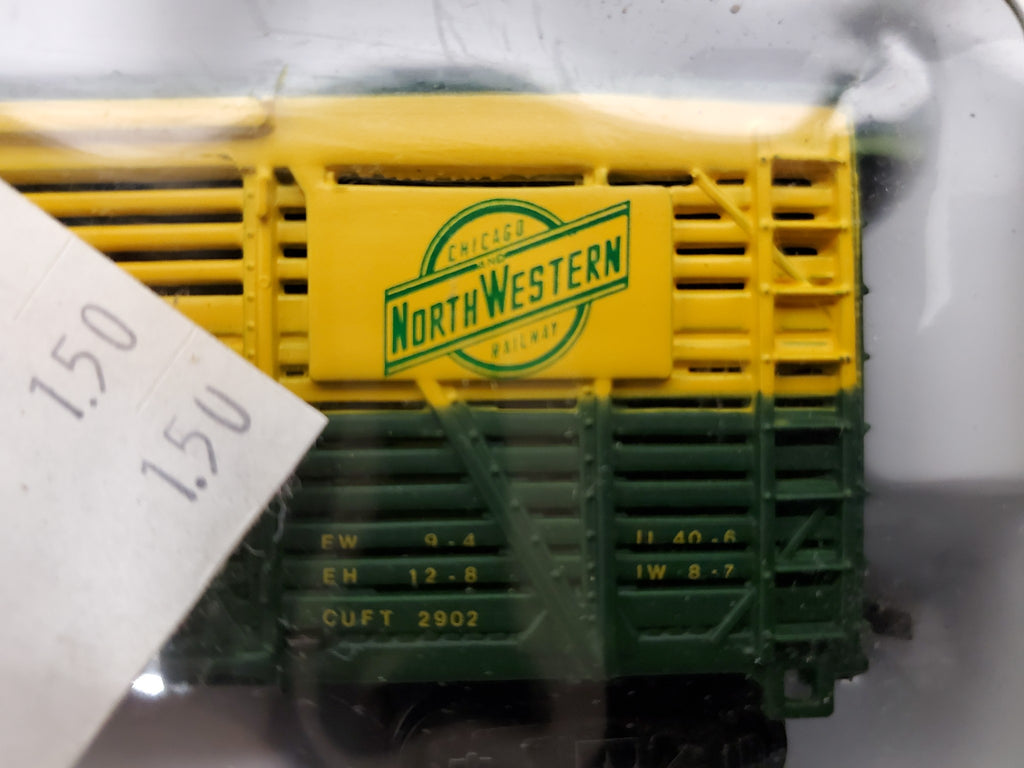 CHICAGO
AND
NORTH WESTERN
RAILWAY
1.50
1.50
EW 9-4
EH 12-8
CUFT 2902
IL 40-6
IW 8-7